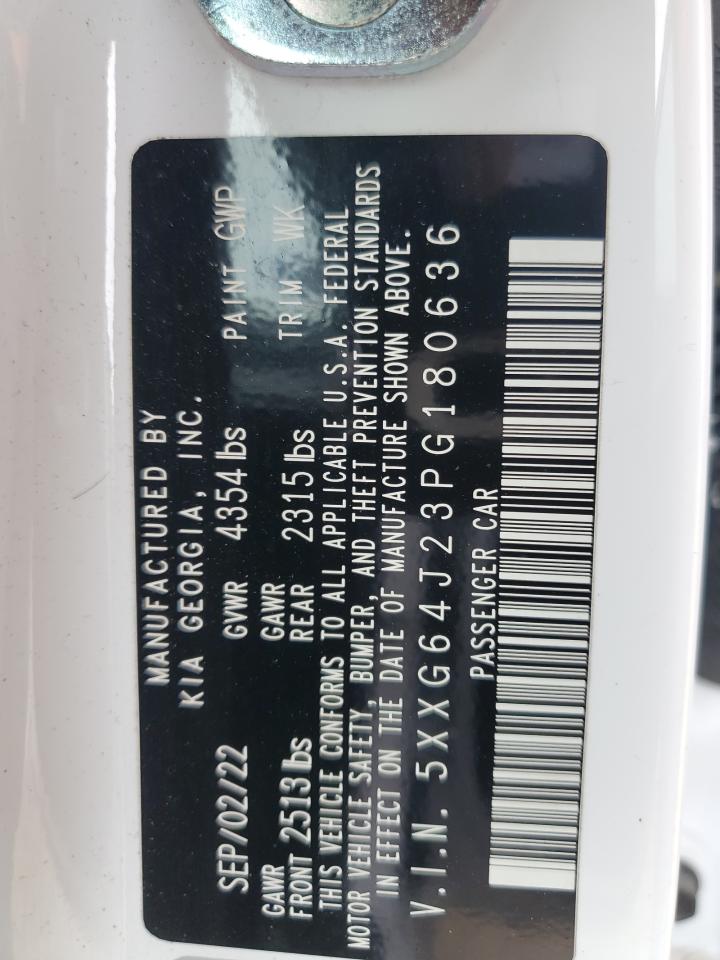 MANUFACTURED BY
KIA GEORGIA, INC.
SEP/02/22 GVWR 4354 lbs PAINT GWP
GAWR GAWR
FRONT 2513 lbs REAR 2315 lbs TRIM WK
THIS VEHICLE CONFORMS TO ALL APPLICABLE U.S.A. FEDERAL
MOTOR VEHICLE SAFETY, BUMPER, AND THEFT PREVENTION STANDARDS
IN EFFECT ON THE DATE OF MANUFACTURE SHOWN ABOVE.
V.I.N. 5XXG64J23PG180636
PASSENGER CAR